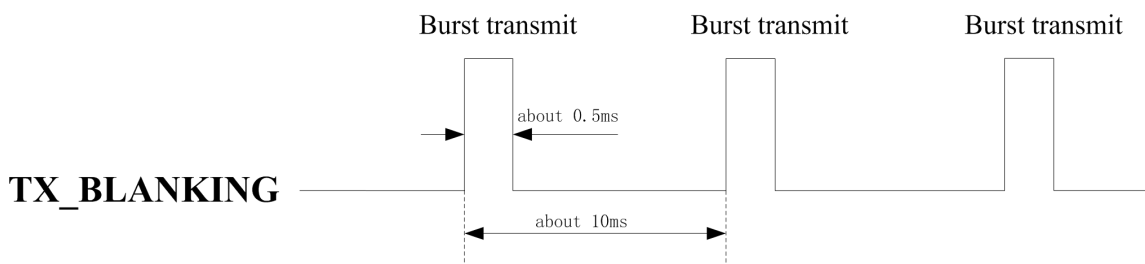 Burst transmit Burst transmit Burst transmit
about 0.5ms
TX_BLANKING
about 10ms